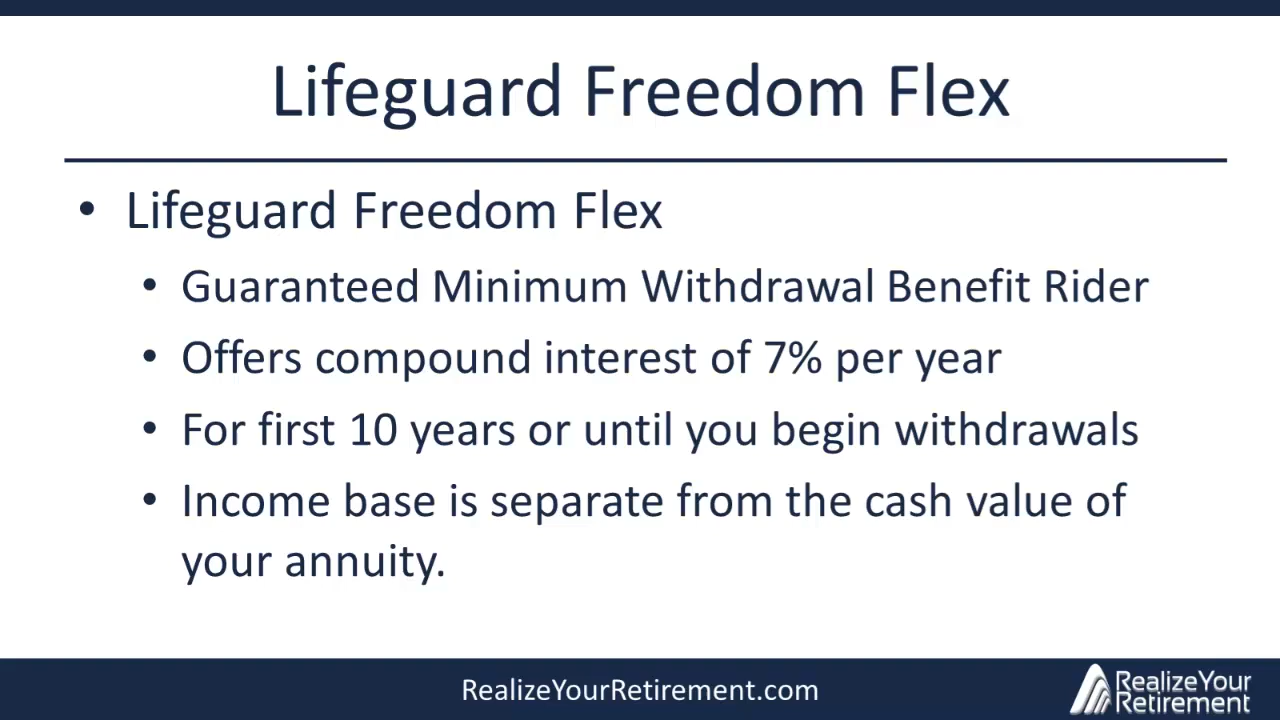 Lifeguard Freedom Flex
• Lifeguard Freedom Flex
• Guaranteed Minimum Withdrawal Benefit Rider
• Offers compound interest of 7% per year
• For first 10 years or until you begin withdrawals
• Income base is separate from the cash value of
your annuity.
RealizeYourRetirement.com
RealizeYour
Retirement